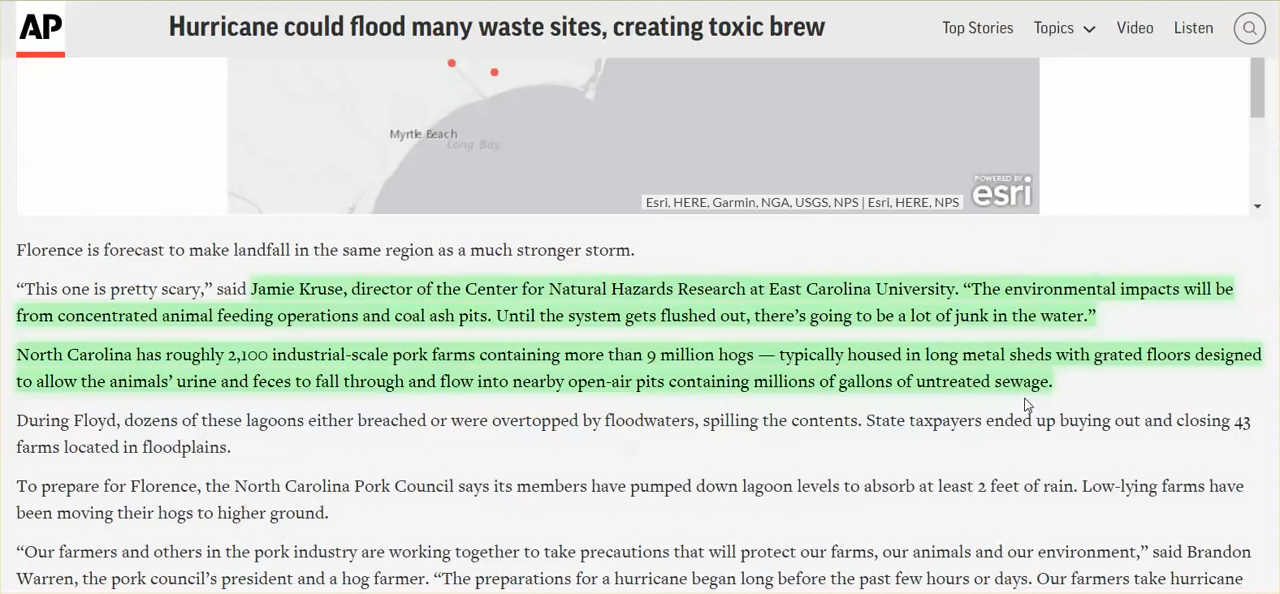 AP
Hurricane could flood many waste sites, creating toxic brew
Top Stories
Topics
Video
Listen
Myrtle Beach
Long Bay
POWERED BY
esri
Esri, HERE, Garmin, NGA, USGS, NPS | Esri, HERE, NPS
Florence is forecast to make landfall in the same region as a much stronger storm.
“This one is pretty scary,” said Jamie Kruse, director of the Center for Natural Hazards Research at East Carolina University. “The environmental impacts will be
from concentrated animal feeding operations and coal ash pits. Until the system gets flushed out, there’s going to be a lot of junk in the water.”
North Carolina has roughly 2,100 industrial-scale pork farms containing more than 9 million hogs — typically housed in long metal sheds with grated floors designed
to allow the animals’ urine and feces to fall through and flow into nearby open-air pits containing millions of gallons of untreated sewage.
During Floyd, dozens of these lagoons either breached or were overtopped by floodwaters, spilling the contents. State taxpayers ended up buying out and closing 43
farms located in floodplains.
To prepare for Florence, the North Carolina Pork Council says its members have pumped down lagoon levels to absorb at least 2 feet of rain. Low-lying farms have
been moving their hogs to higher ground.
“Our farmers and others in the pork industry are working together to take precautions that will protect our farms, our animals and our environment,” said Brandon
Warren, the pork council’s president and a hog farmer. “The preparations for a hurricane began long before the past few hours or days. Our farmers take hurricane